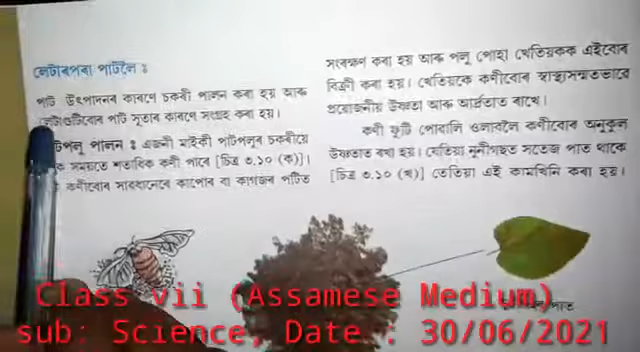 লেটাৰপৰা পাটলৈ :
পাট উৎপাদনৰ কাৰণে চকৰী পালন কৰা হয় আৰু
লেটাগুটিবোৰ পাট সূতাৰ কাৰণে সংগ্ৰহ কৰা হয়।
পলু পালন : এজনী মাইকী পাটপলুৰ চকৰীয়ে
সময়তে শতাধিক কণী পাৰে [চিত্ৰ ৩.১০ (ক)]।
কণীবোৰ সাৱধানেৰে কাপোৰ বা কাগজৰ পটিত
সংৰক্ষণ কৰা হয় আৰু পলু পোহা খেতিয়কক এইবোৰ
বিক্ৰী কৰা হয়। খেতিয়কে কণীবোৰ স্বাস্থ্যসন্মতভাৱে
প্ৰয়োজনীয় উষ্ণতা আৰু আৰ্দ্ৰতাত ৰাখে।
কণী ফুটি পোৱালি ওলাবলৈ কণীবোৰ অনুকূল
উষ্ণতাত ৰখা হয়। যেতিয়া নুনীগছত সতেজ পাত থাকে
[চিত্ৰ ৩.১০ (খ)] তেতিয়া এই কামখিনি কৰা হয়।
পাত
Class vii (Assamese Medium)
sub: Science, Date : 30/06/2021